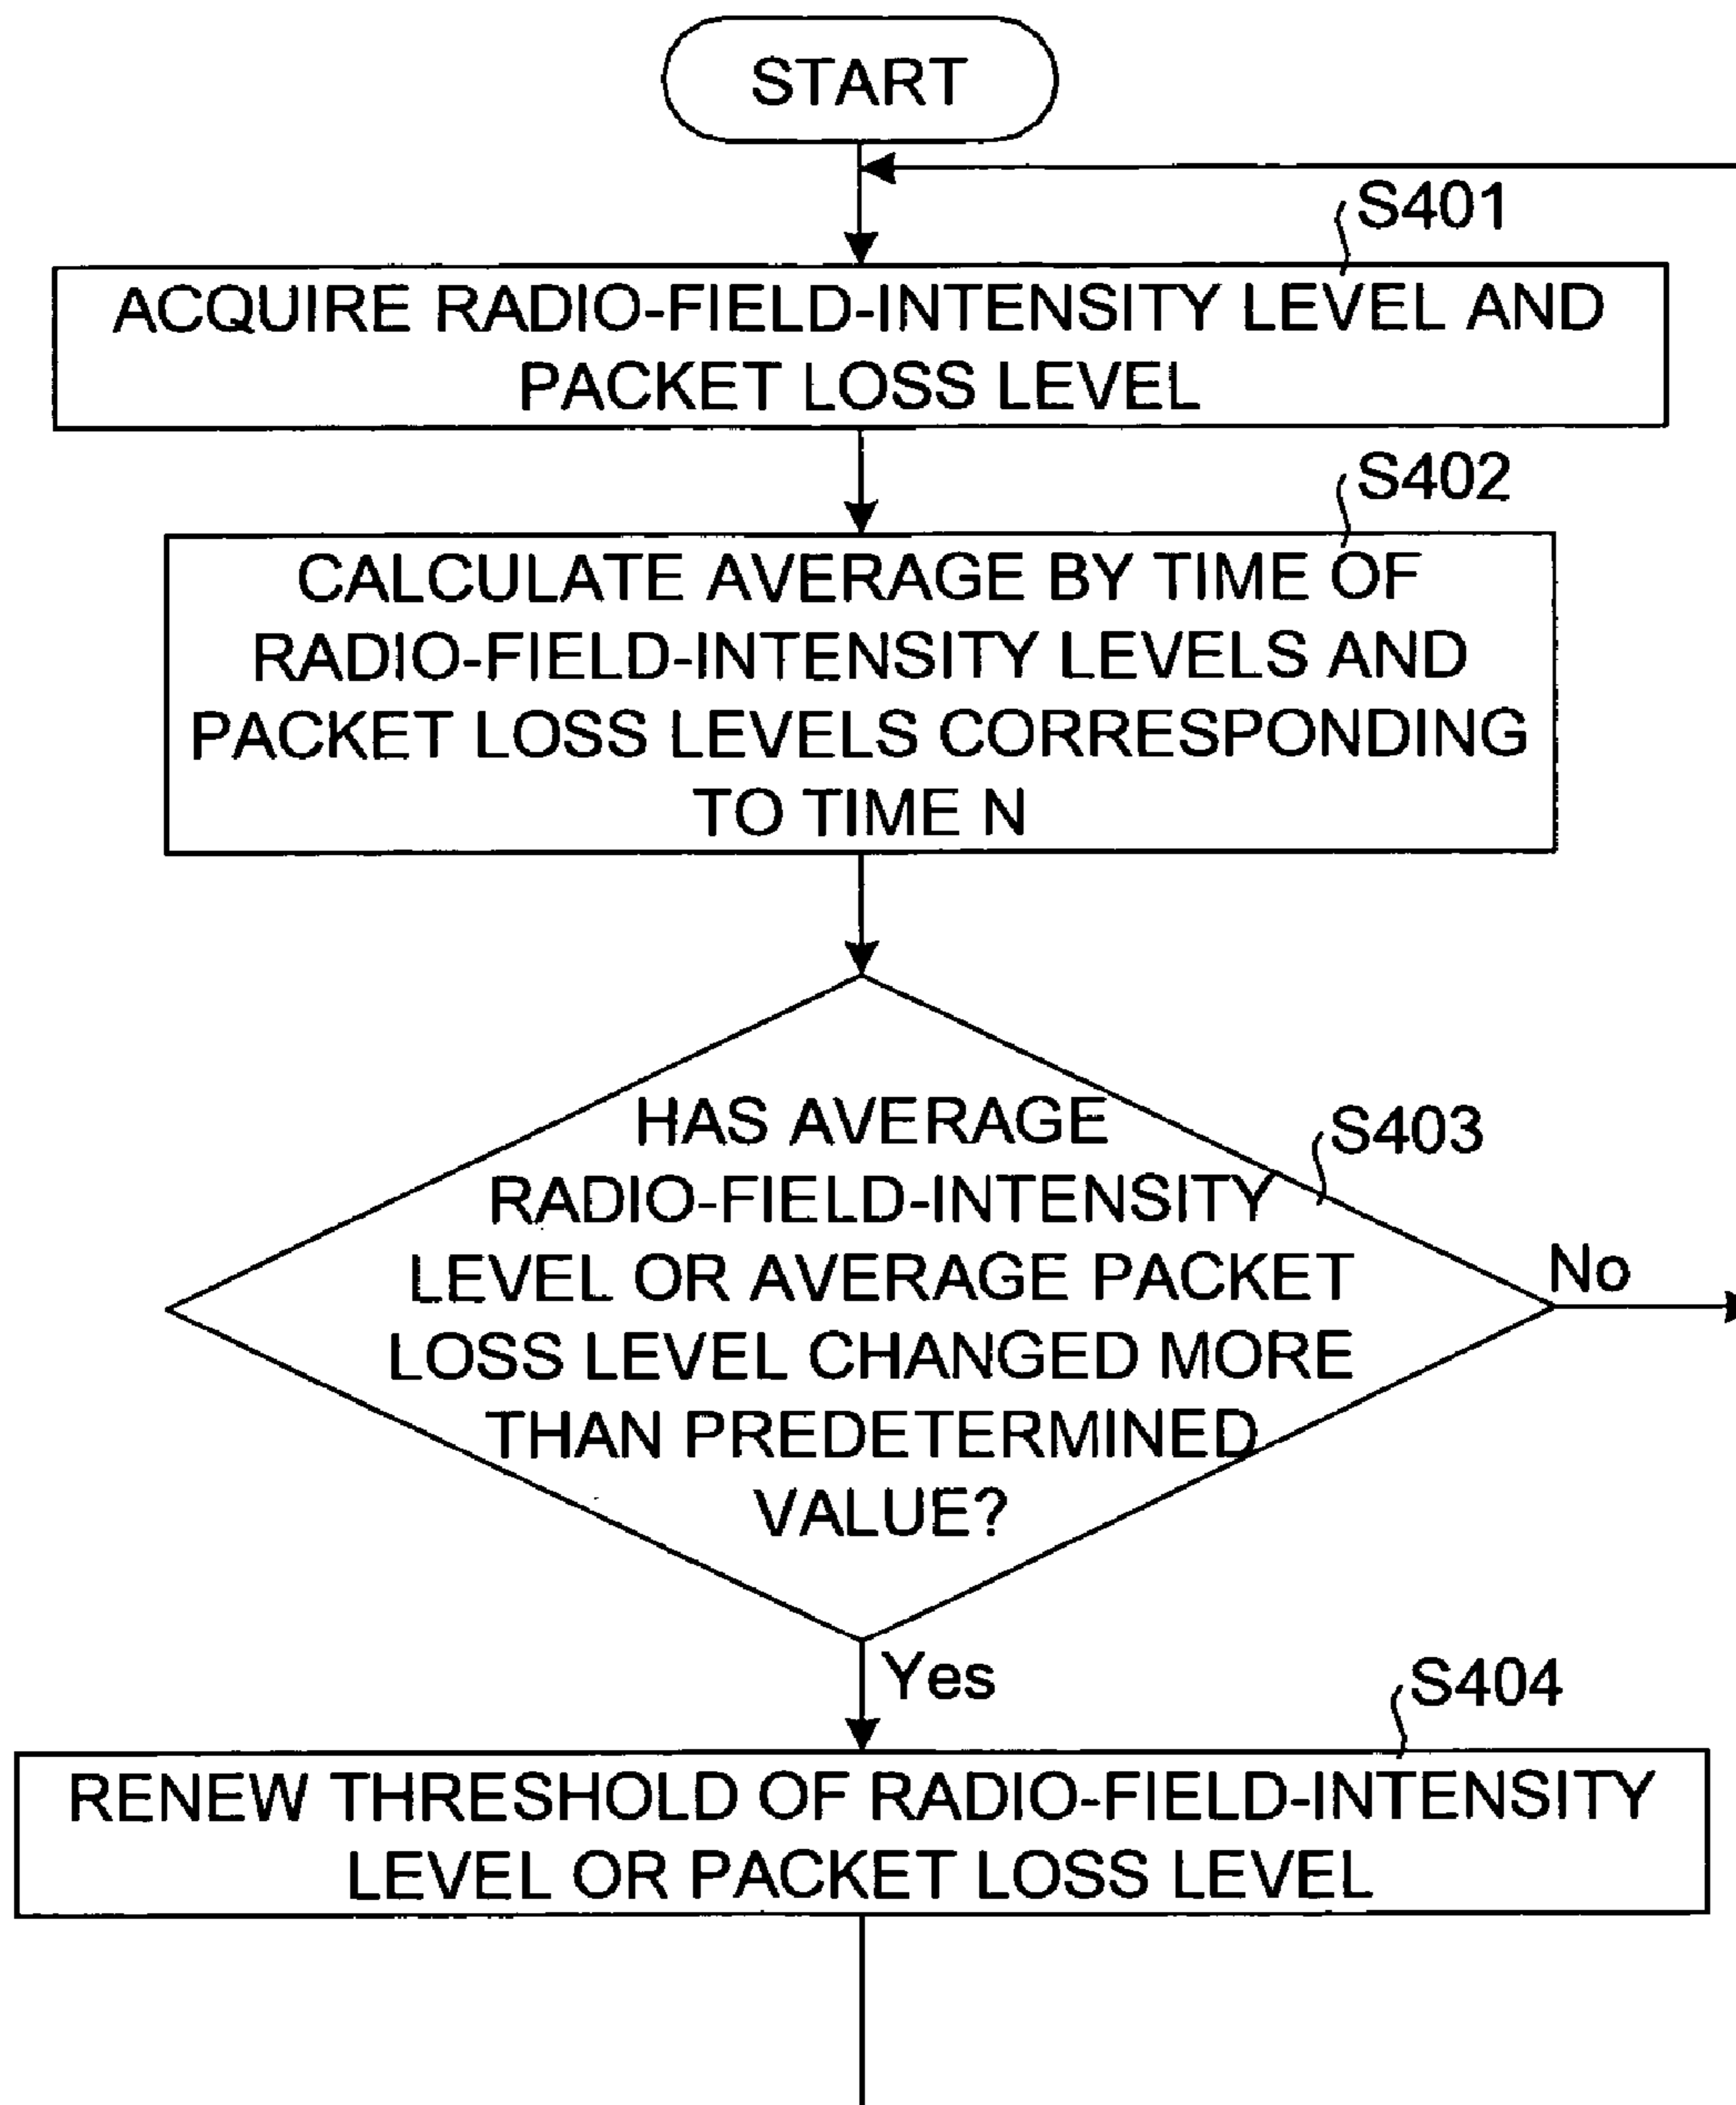 START
S401
ACQUIRE RADIO-FIELD-INTENSITY LEVEL AND
PACKET LOSS LEVEL
S402
CALCULATE AVERAGE BY TIME OF
RADIO-FIELD-INTENSITY LEVELS AND
PACKET LOSS LEVELS CORRESPONDING
TO TIME N
HAS AVERAGE
S403
RADIO-FIELD-INTENSITY
LEVEL OR AVERAGE PACKET
No
LOSS LEVEL CHANGED MORE
THAN PREDETERMINED
VALUE?
Yes
S404
RENEW THRESHOLD OF RADIO-FIELD-INTENSITY
LEVEL OR PACKET LOSS LEVEL